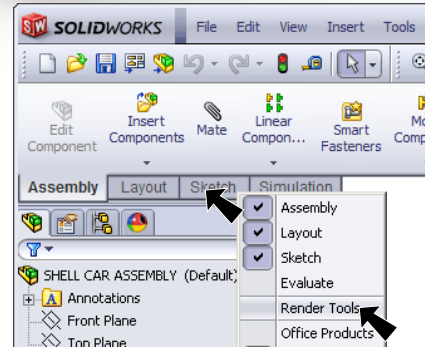 SOLIDWORKS File Edit View Insert Tools
Edit Component
Insert Components
Mate
Linear Compon...
Smart Fasteners
Assembly Layout Sketch Simulation
Assembly
Layout
Sketch
Evaluate
Render Tools
Office Products
SHELL CAR ASSEMBLY (Default)
A Annotations
Front Plane
Top Plane